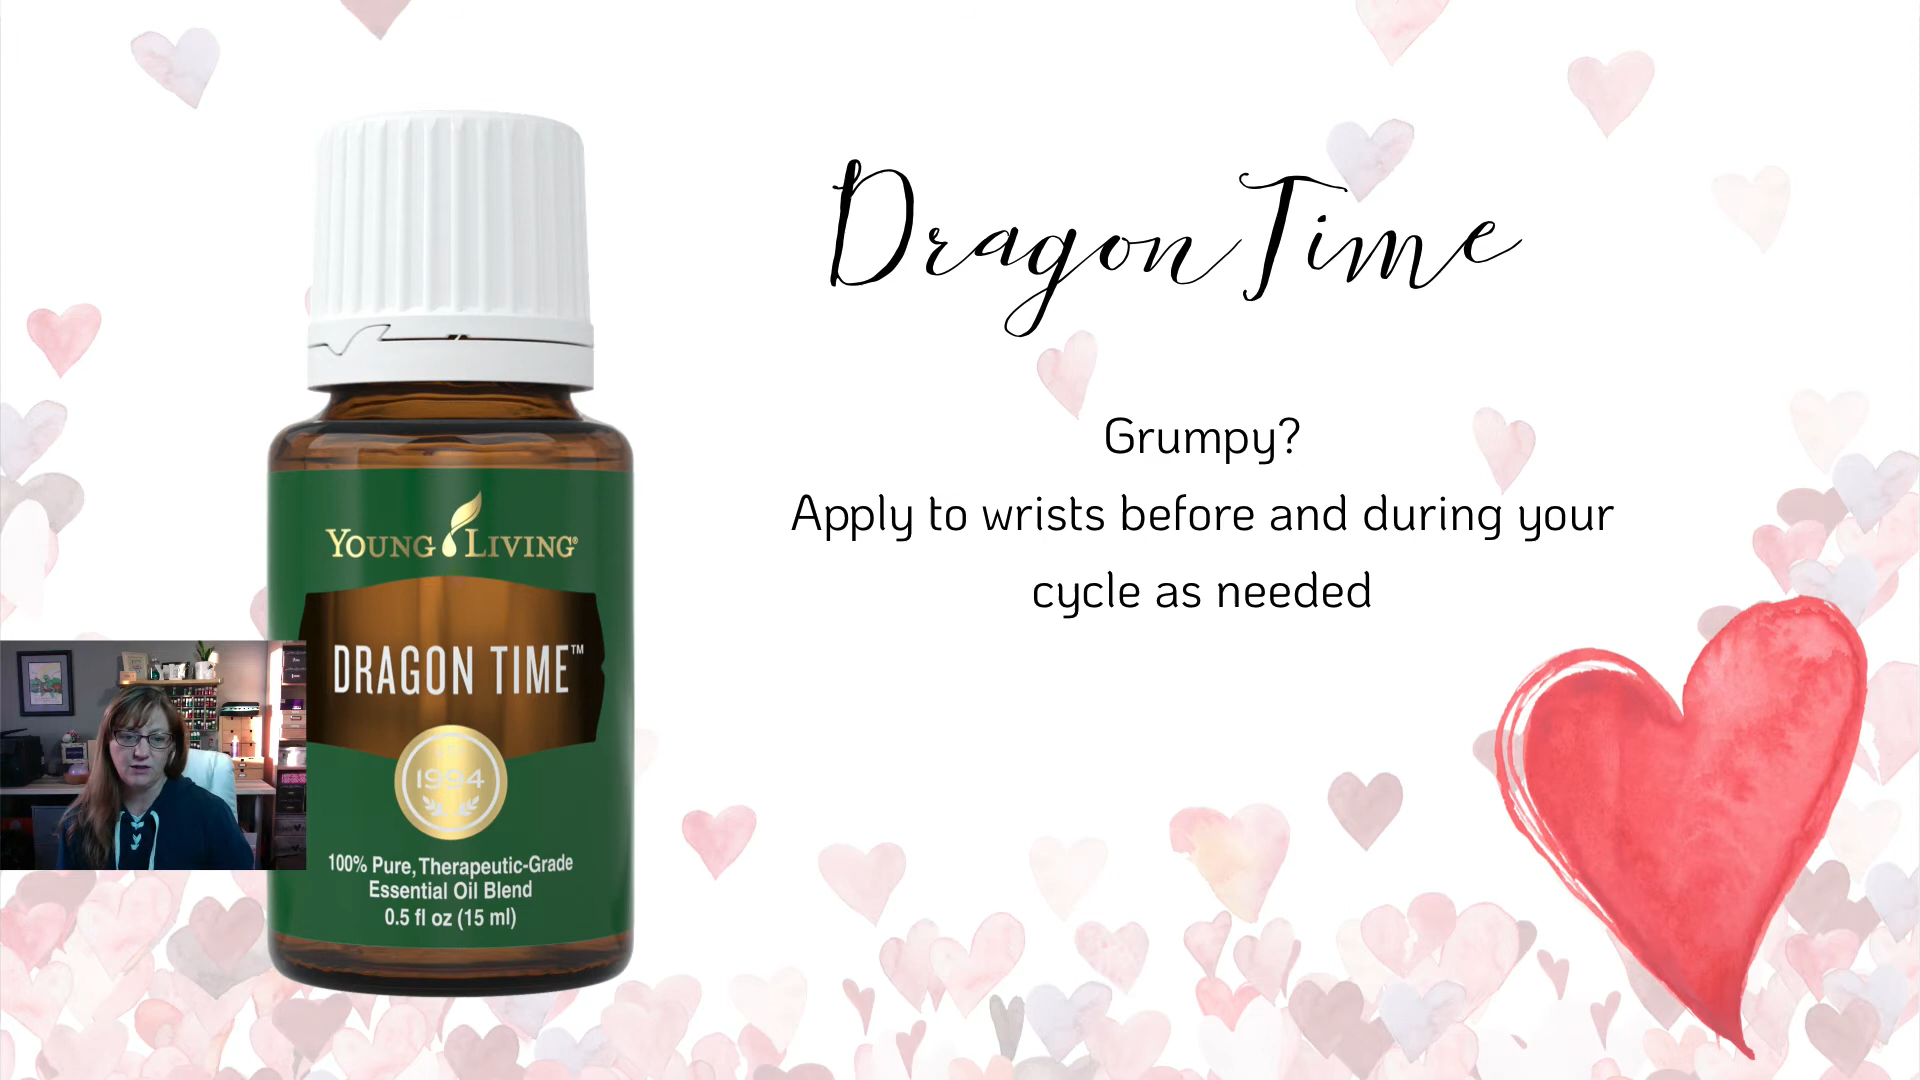 Dragon Time
Grumpy?
Apply to wrists before and during your
cycle as needed
YOUNG LIVING®
DRAGON TIME™
1994
100% Pure, Therapeutic-Grade
Essential Oil Blend
0.5 fl oz (15 ml)